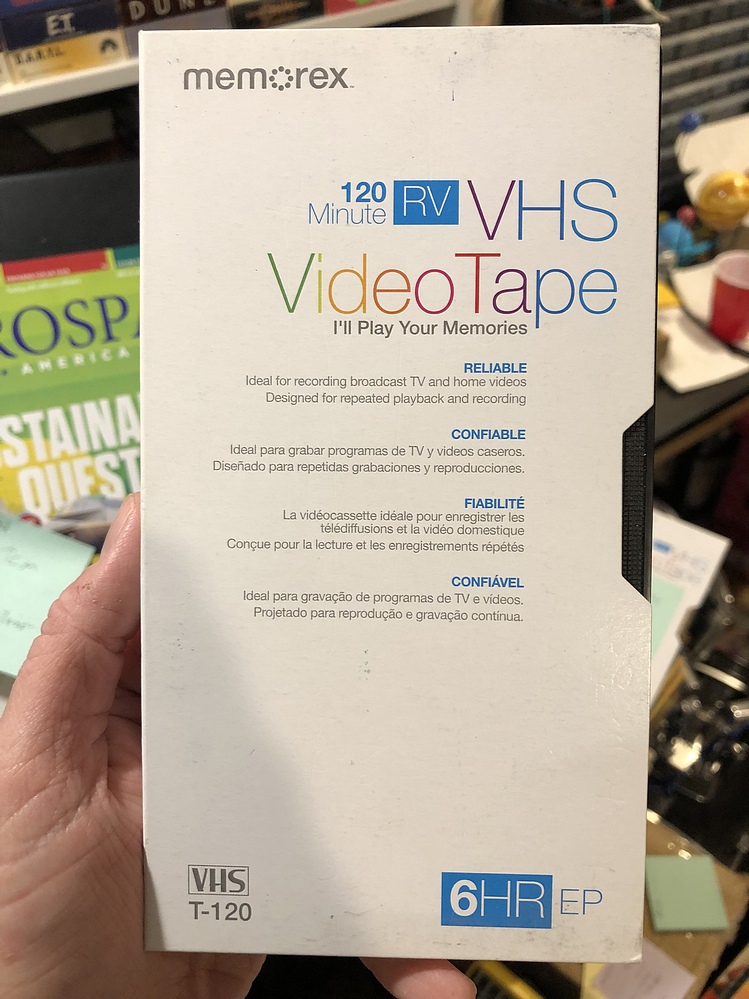 E.T.
DUNE
memorex
120
Minute
RV
VHS
VideoTape
I'll Play Your Memories
RELIABLE
Ideal for recording broadcast TV and home videos
Designed for repeated playback and recording
CONFIABLE
Ideal para grabar programas de TV y videos caseros.
Diseñado para repetidas grabaciones y reproducciones.
FIABILITÉ
La vidéocassette idéale pour enregistrer les
télédiffusions et la vidéo domestique
Conçue pour la lecture et les enregistrements répétés
CONFIÁVEL
Ideal para gravação de programas de TV e vídeos.
Projetado para reprodução e gravação contínua.
VHS
T-120
6HR EP
AMERICA
QUEST